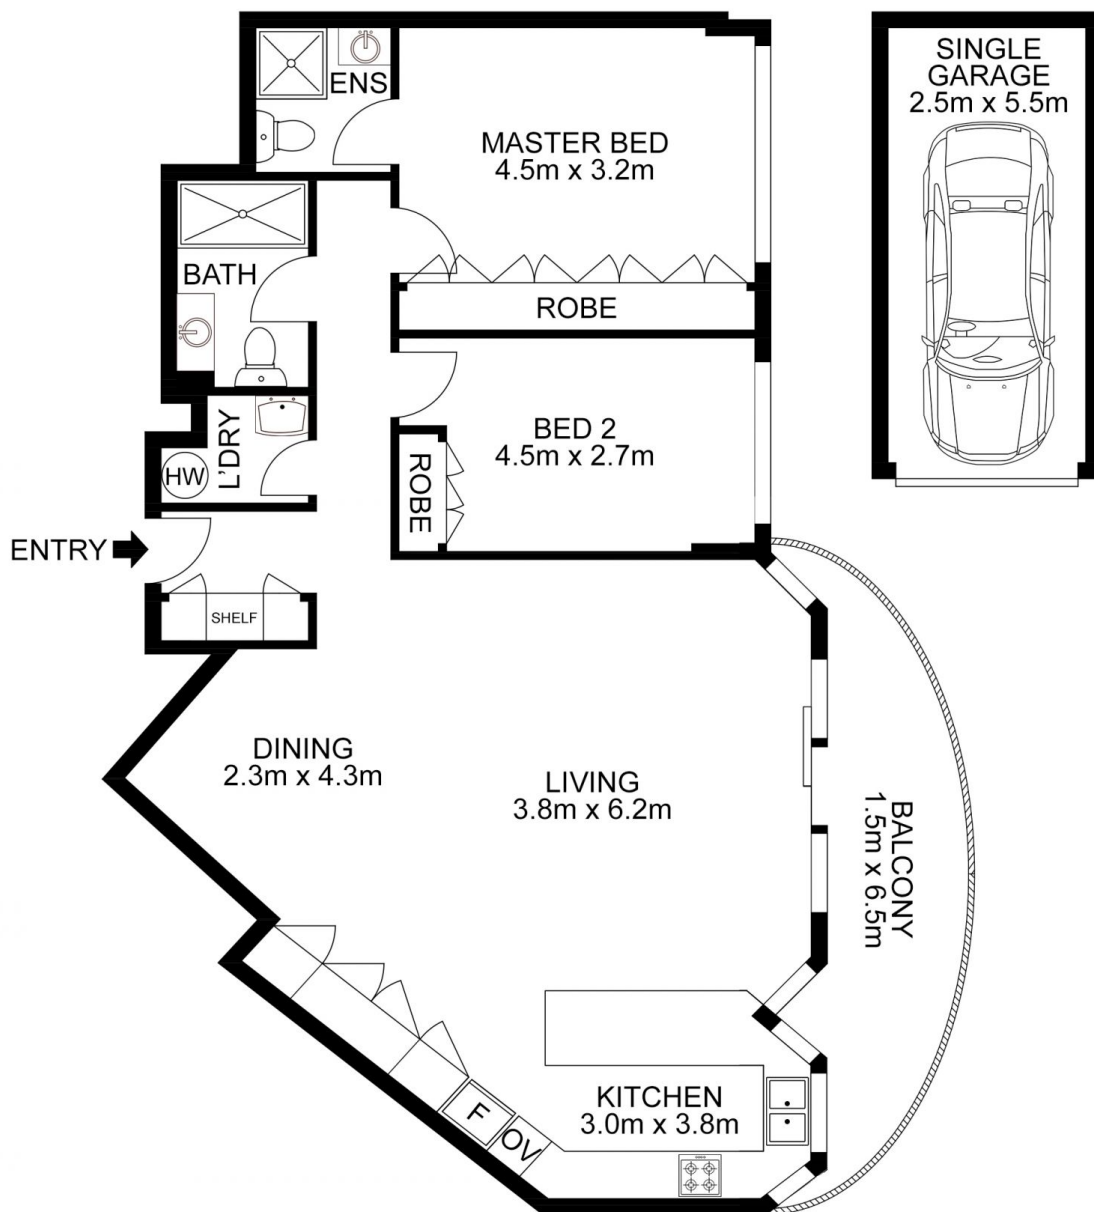 ENS
MASTER BED
4.5m x 3.2m
SINGLE
GARAGE
2.5m x 5.5m
BATH
ROBE
L'DRY
HW
BED 2
4.5m x 2.7m
ROBE
ENTRY
SHELF
DINING
2.3m x 4.3m
LIVING
3.8m x 6.2m
BALCONY
1.5m x 6.5m
KITCHEN
3.0m x 3.8m
F
OV